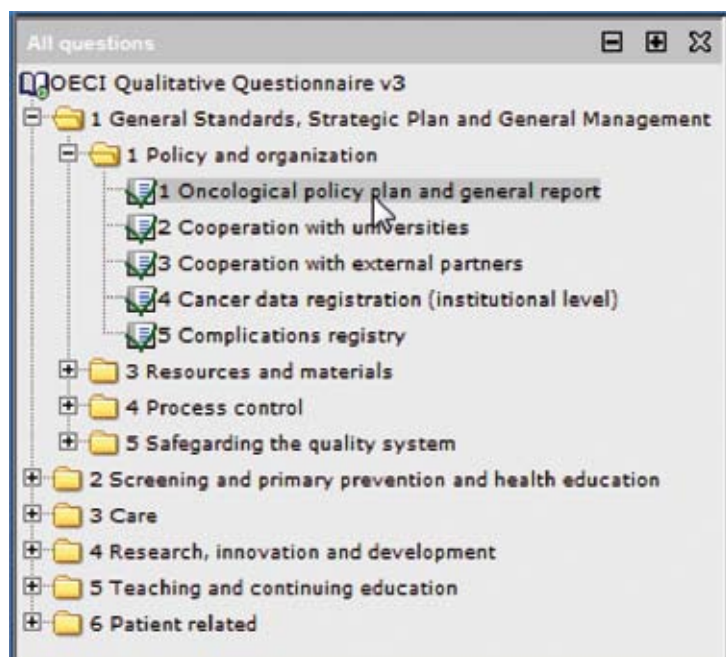 All questions
OECI Qualitative Questionnaire v3
1 General Standards, Strategic Plan and General Management
1 Policy and organization
1 Oncological policy plan and general report
2 Cooperation with universities
3 Cooperation with external partners
4 Cancer data registration (institutional level)
5 Complications registry
3 Resources and materials
4 Process control
5 Safegarding the quality system
2 Screening and primary prevention and health education
3 Care
4 Research, innovation and development
5 Teaching and continuing education
6 Patient related